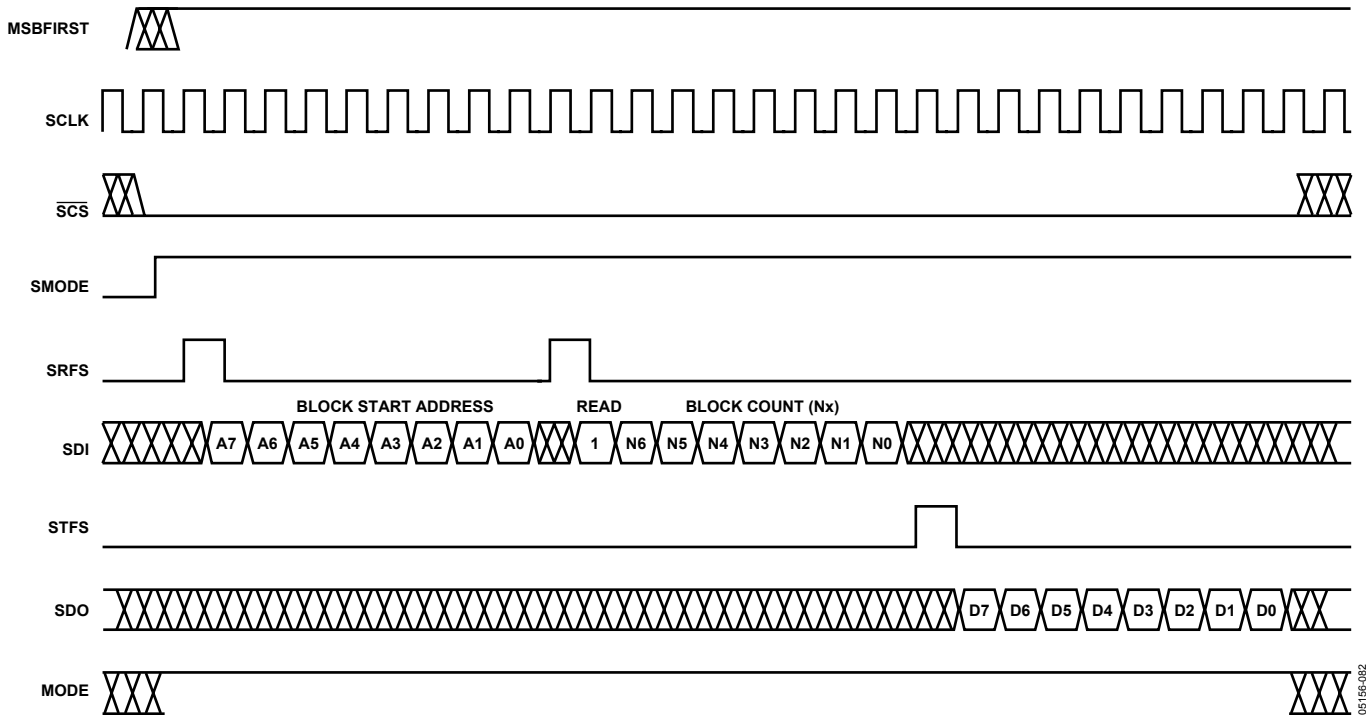 MSBFIRST
SCLK
SCS
SMODE
SRFS
BLOCK START ADDRESS READ BLOCK COUNT (Nx)
SDI A7 A6 A5 A4 A3 A2 A1 A0 1 N6 N5 N4 N3 N2 N1 N0
STFS
SDO D7 D6 D5 D4 D3 D2 D1 D0
MODE
05156-082